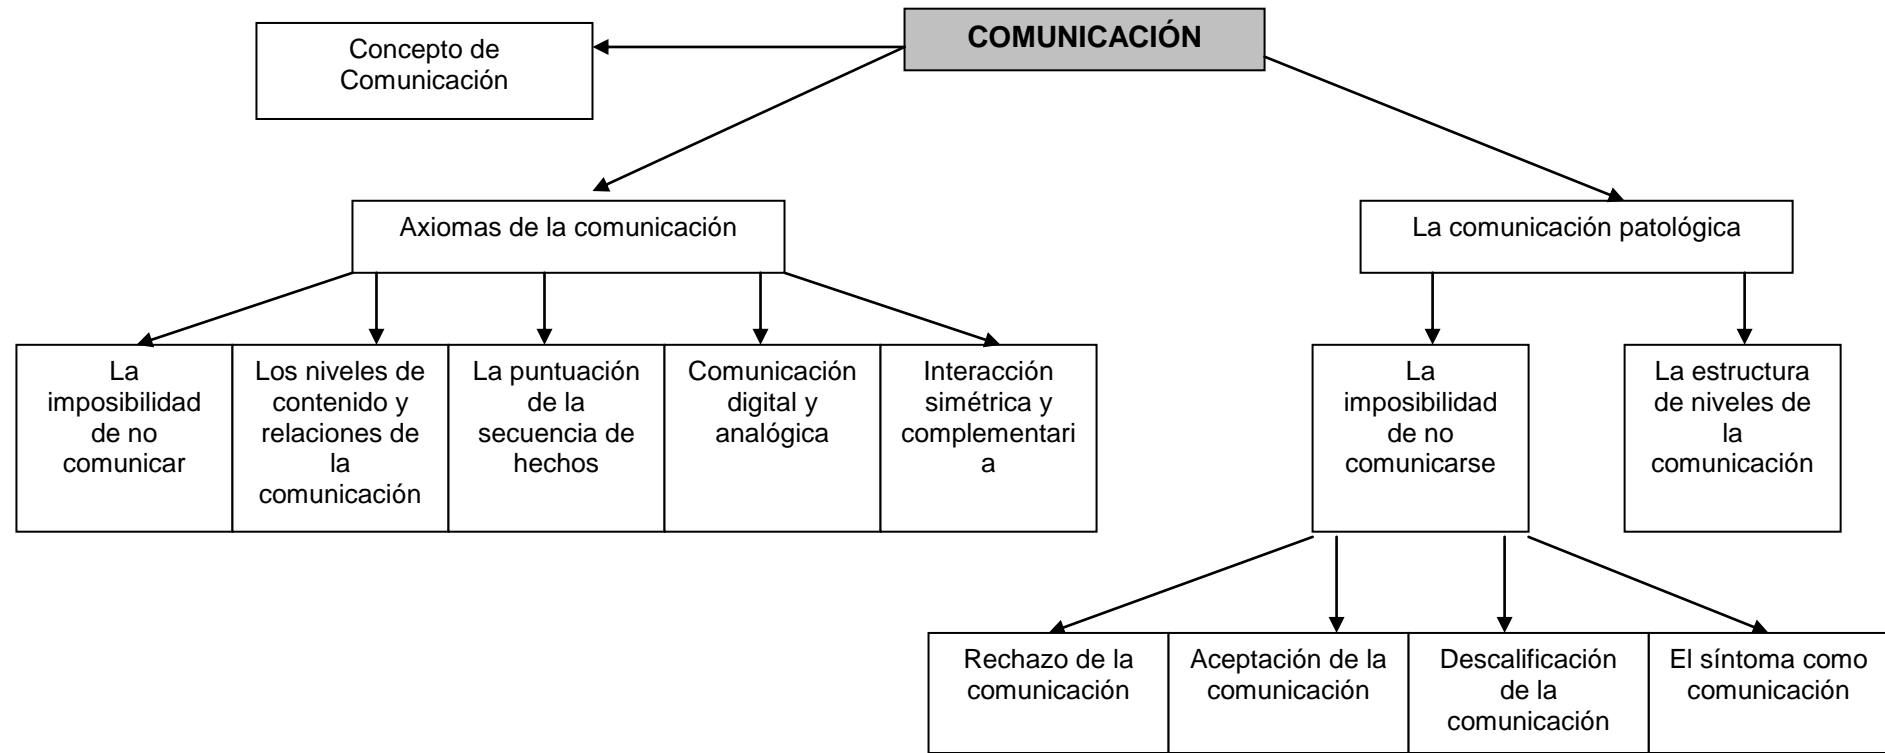 COMUNICACIÓN
Concepto de
Comunicación
Axiomas de la comunicación
La comunicación patológica
La
imposibilidad
de no
comunicar
Los niveles de
contenido y
relaciones de
la
comunicación
La puntuación
de la
secuencia de
hechos
Comunicación
digital y
analógica
Interacción
simétrica y
complementari
a
La
imposibilidad
de no
comunicarse
La estructura
de niveles de
la
comunicación
Rechazo de la
comunicación
Aceptación de la
comunicación
Descalificación
de la
comunicación
El síntoma como
comunicación